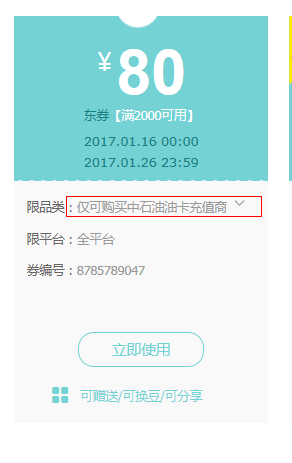 ¥80
东券【满2000可用】
2017.01.16 00:00
2017.01.26 23:59
限品类：仅可购买中石油油卡充值商
限平台：全平台
券编号：8785789047
立即使用
可赠送/可换豆/可分享